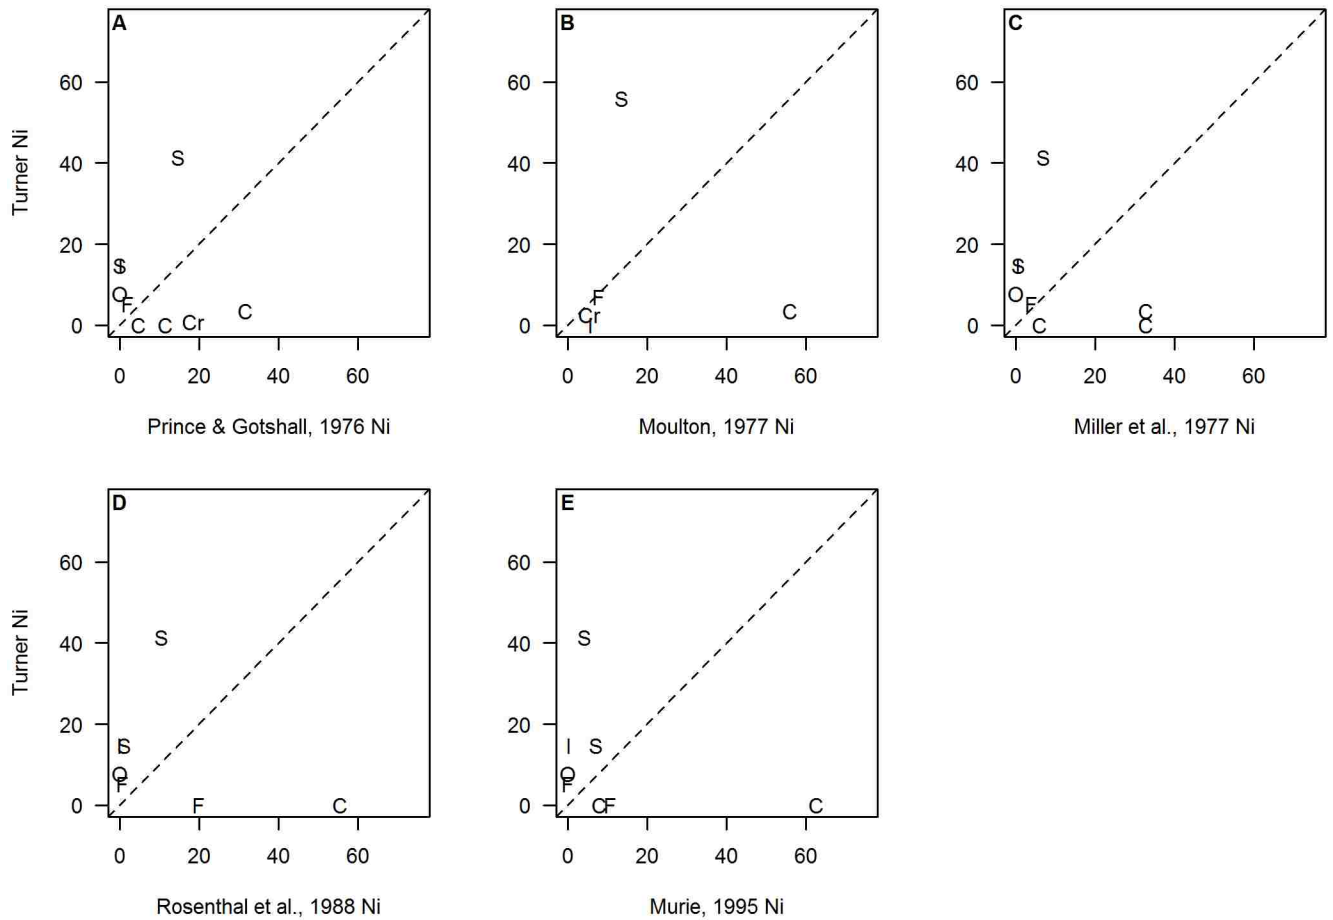 A
B
C
Turner Ni
60
40
20
0
S
$
O
F
C
C
Cr
C
0 20 40 60
Prince & Gotshall, 1976 Ni
60
40
20
0
S
F
Cr
I
C
0 20 40 60
Moulton, 1977 Ni
60
40
20
0
S
IS
O
F
C
C
C
0 20 40 60
Miller et al., 1977 Ni
D
E
Turner Ni
60
40
20
0
S
IS
O
F
F
C
0 20 40 60
Rosenthal et al., 1988 Ni
60
40
20
0
S
I S
O
F
C F
C
0 20 40 60
Murie, 1995 Ni